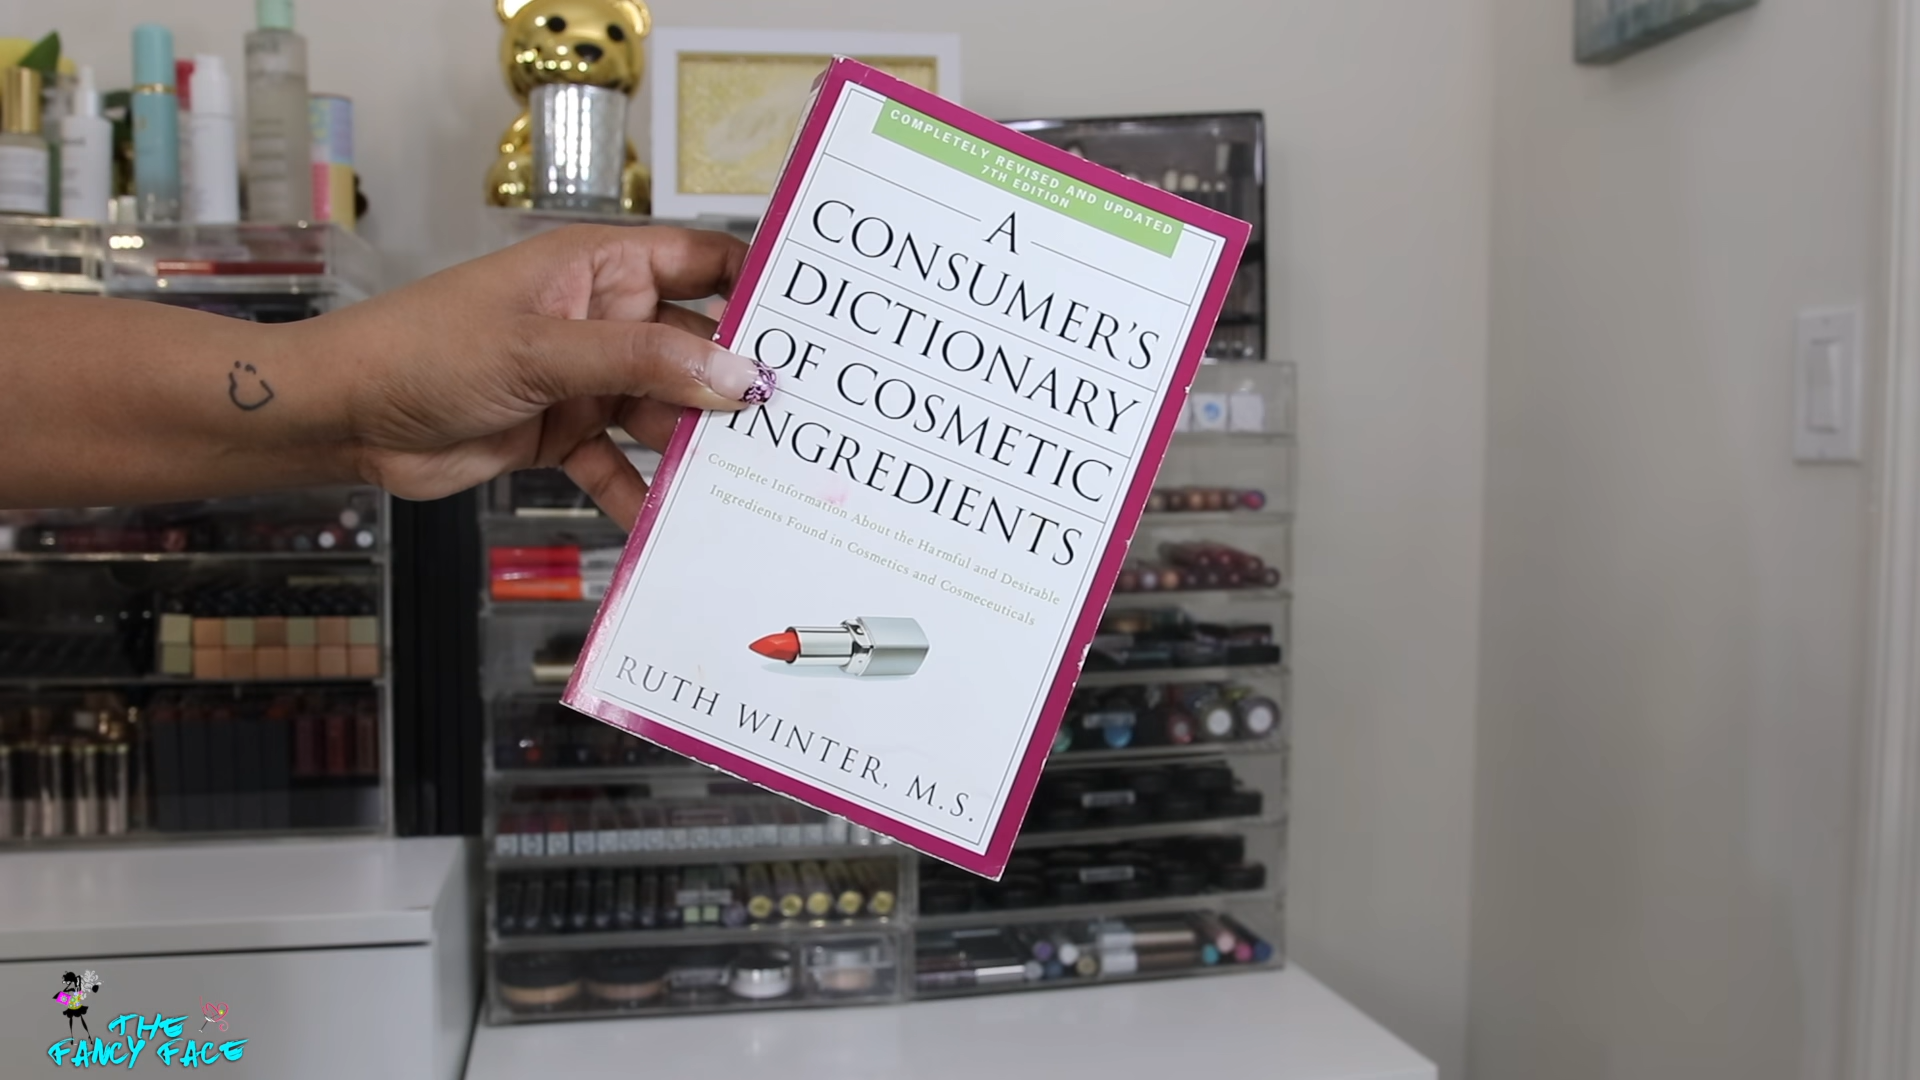 COMPLETELY REVISED AND UPDATED
7TH EDITION
A
CONSUMER'S
DICTIONARY
OF COSMETIC
INGREDIENTS
Complete Information About the Harmful and Desirable
Ingredients Found in Cosmetics and Cosmeceuticals
RUTH WINTER, M.S.
THE
FANCY FACE